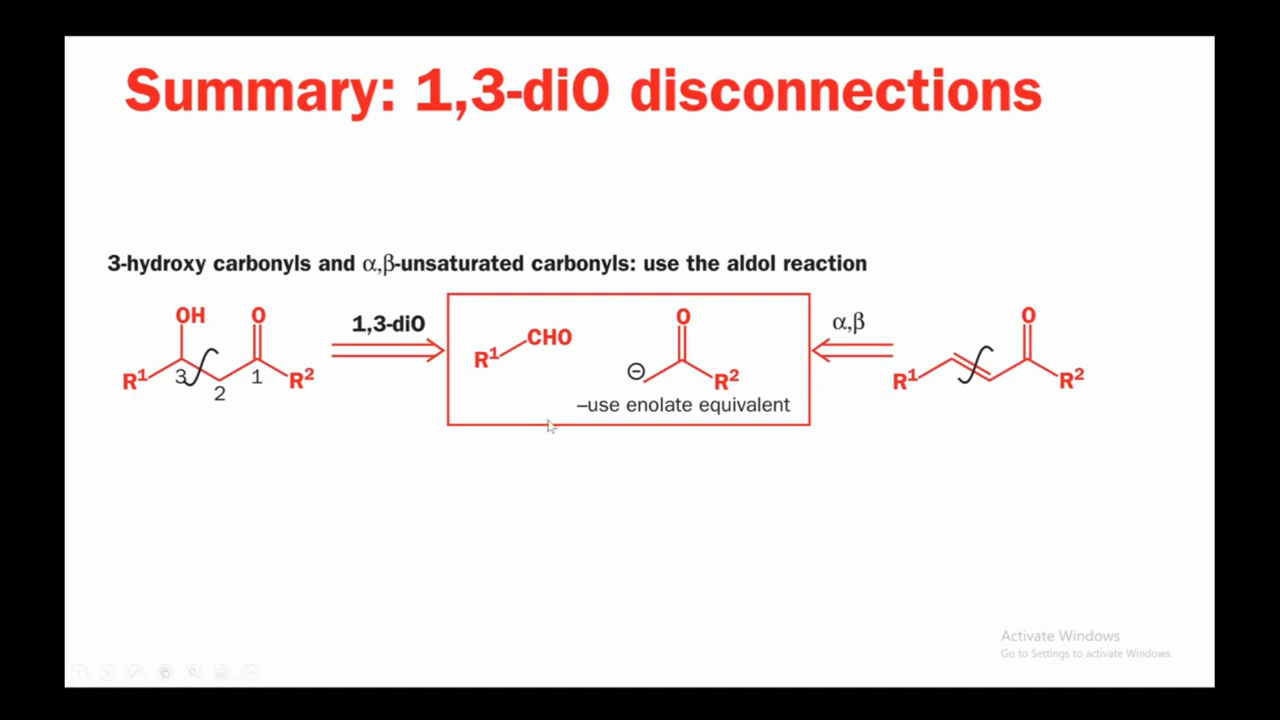 Summary: 1,3-diO disconnections
3-hydroxy carbonyls and α,β-unsaturated carbonyls: use the aldol reaction
OH O
R¹ 3 2 1 R²
1,3-diO
R¹ CHO
O
⊖ R²
–use enolate equivalent
α,β
O
R¹ R²
Activate Windows
Go to Settings to activate Windows.